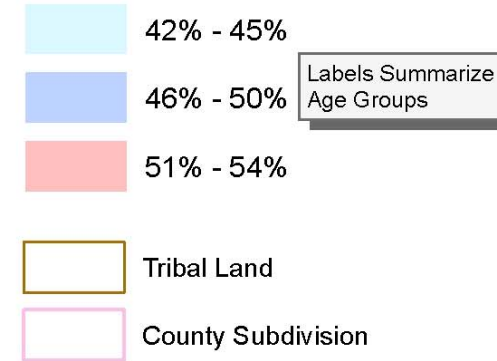 42% - 45%
46% - 50%
Labels Summarize
Age Groups
51% - 54%
Tribal Land
County Subdivision